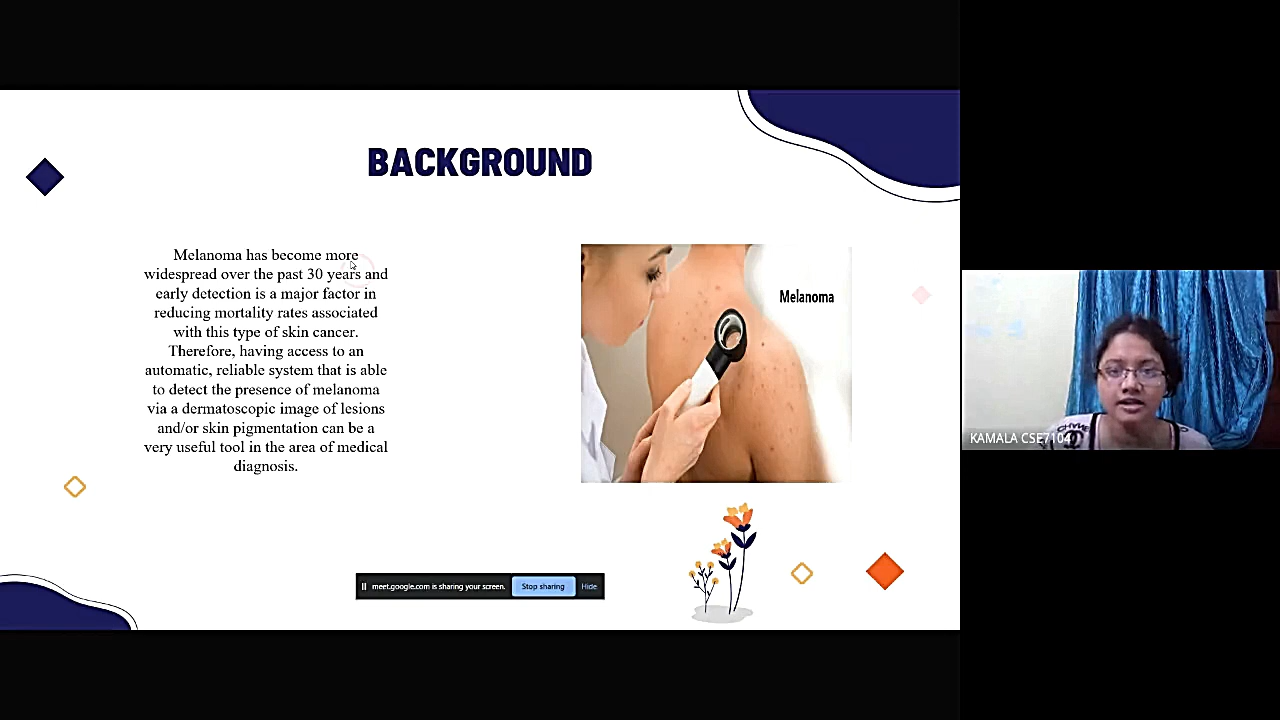 BACKGROUND
Melanoma has become more
widespread over the past 30 years and
early detection is a major factor in
reducing mortality rates associated
with this type of skin cancer.
Therefore, having access to an
automatic, reliable system that is able
to detect the presence of melanoma
via a dermatoscopic image of lesions
and/or skin pigmentation can be a
very useful tool in the area of medical
diagnosis.
Melanoma
meet.google.com is sharing your screen. Stop sharing Hide
KAMALA CSE7104